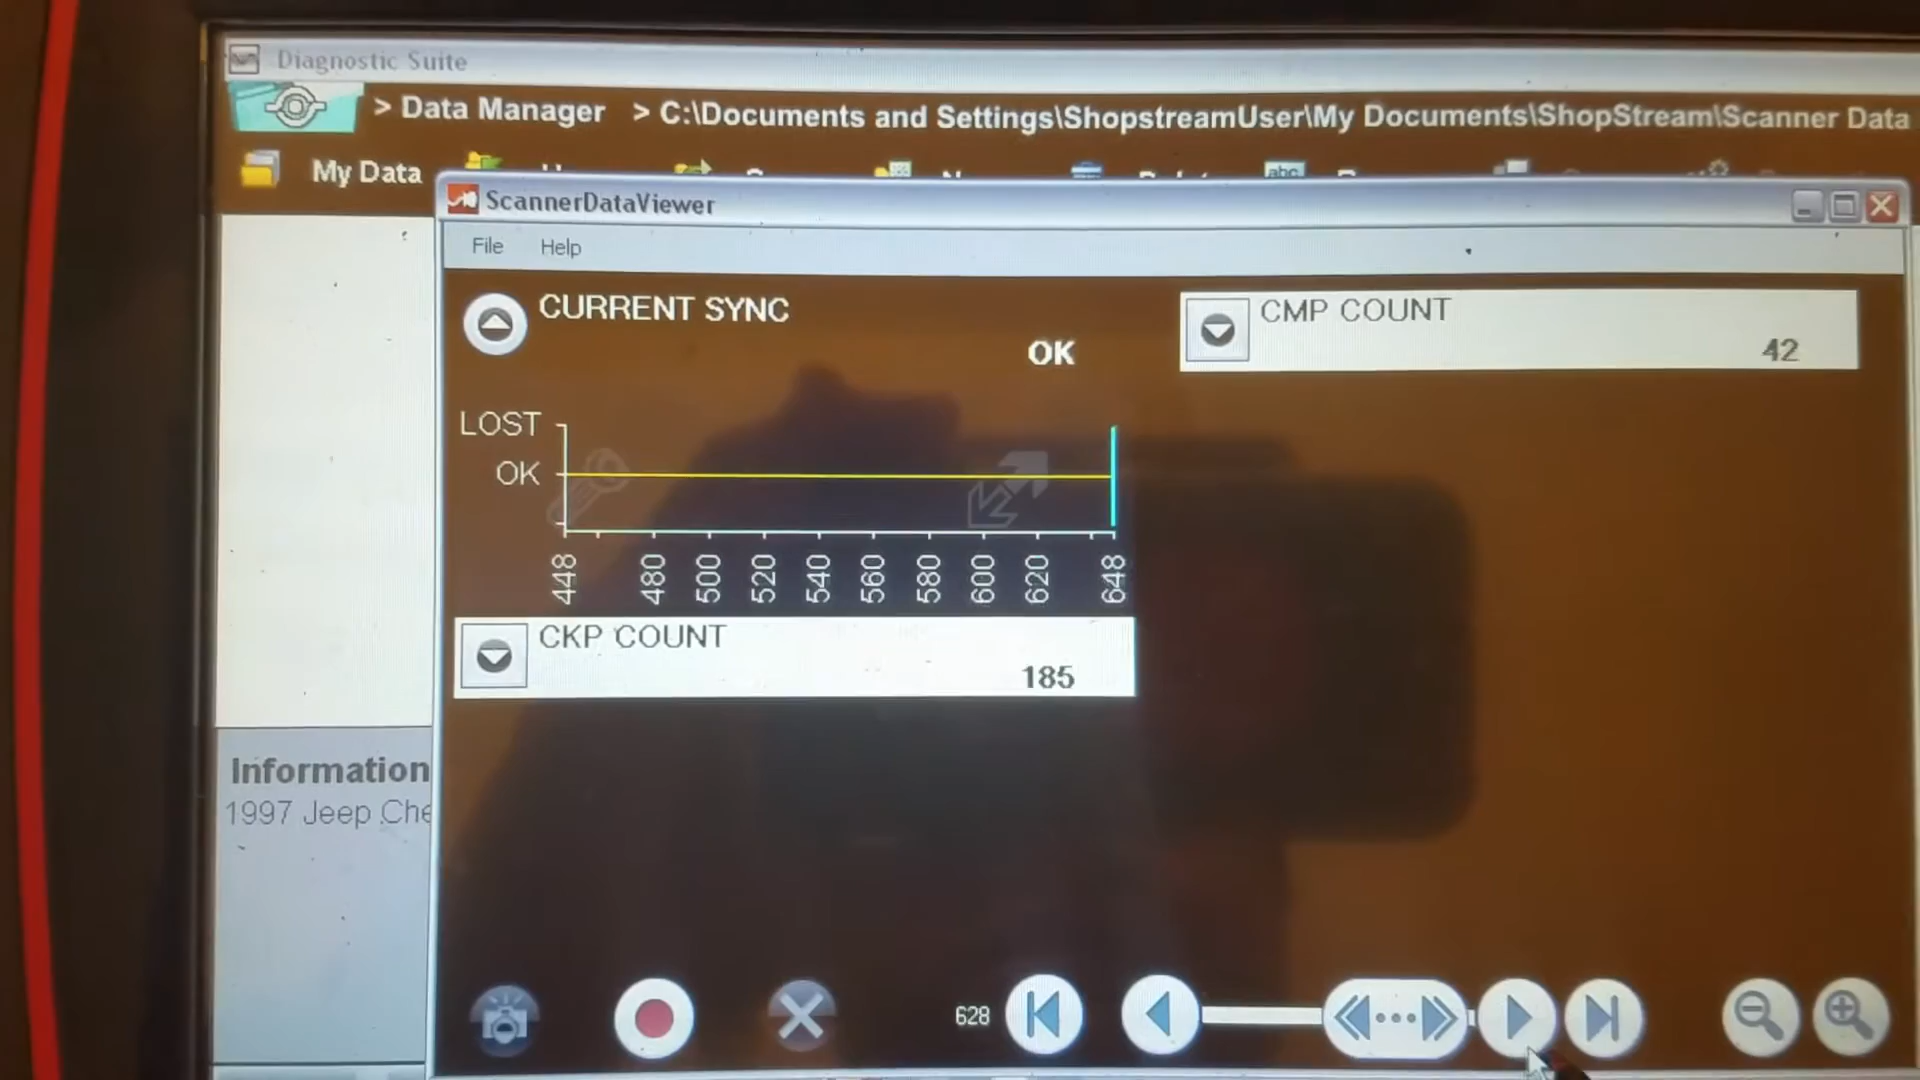 Diagnostic Suite
> Data Manager > C:\Documents and Settings\ShopstreamUser\My Documents\ShopStream\Scanner Data
My Data
abc
ScannerDataViewer
File Help
CURRENT SYNC
OK
CMP COUNT
42
LOST
OK
448 480 500 520 540 560 580 600 620 648
CKP COUNT
185
Information
1997 Jeep Che
628